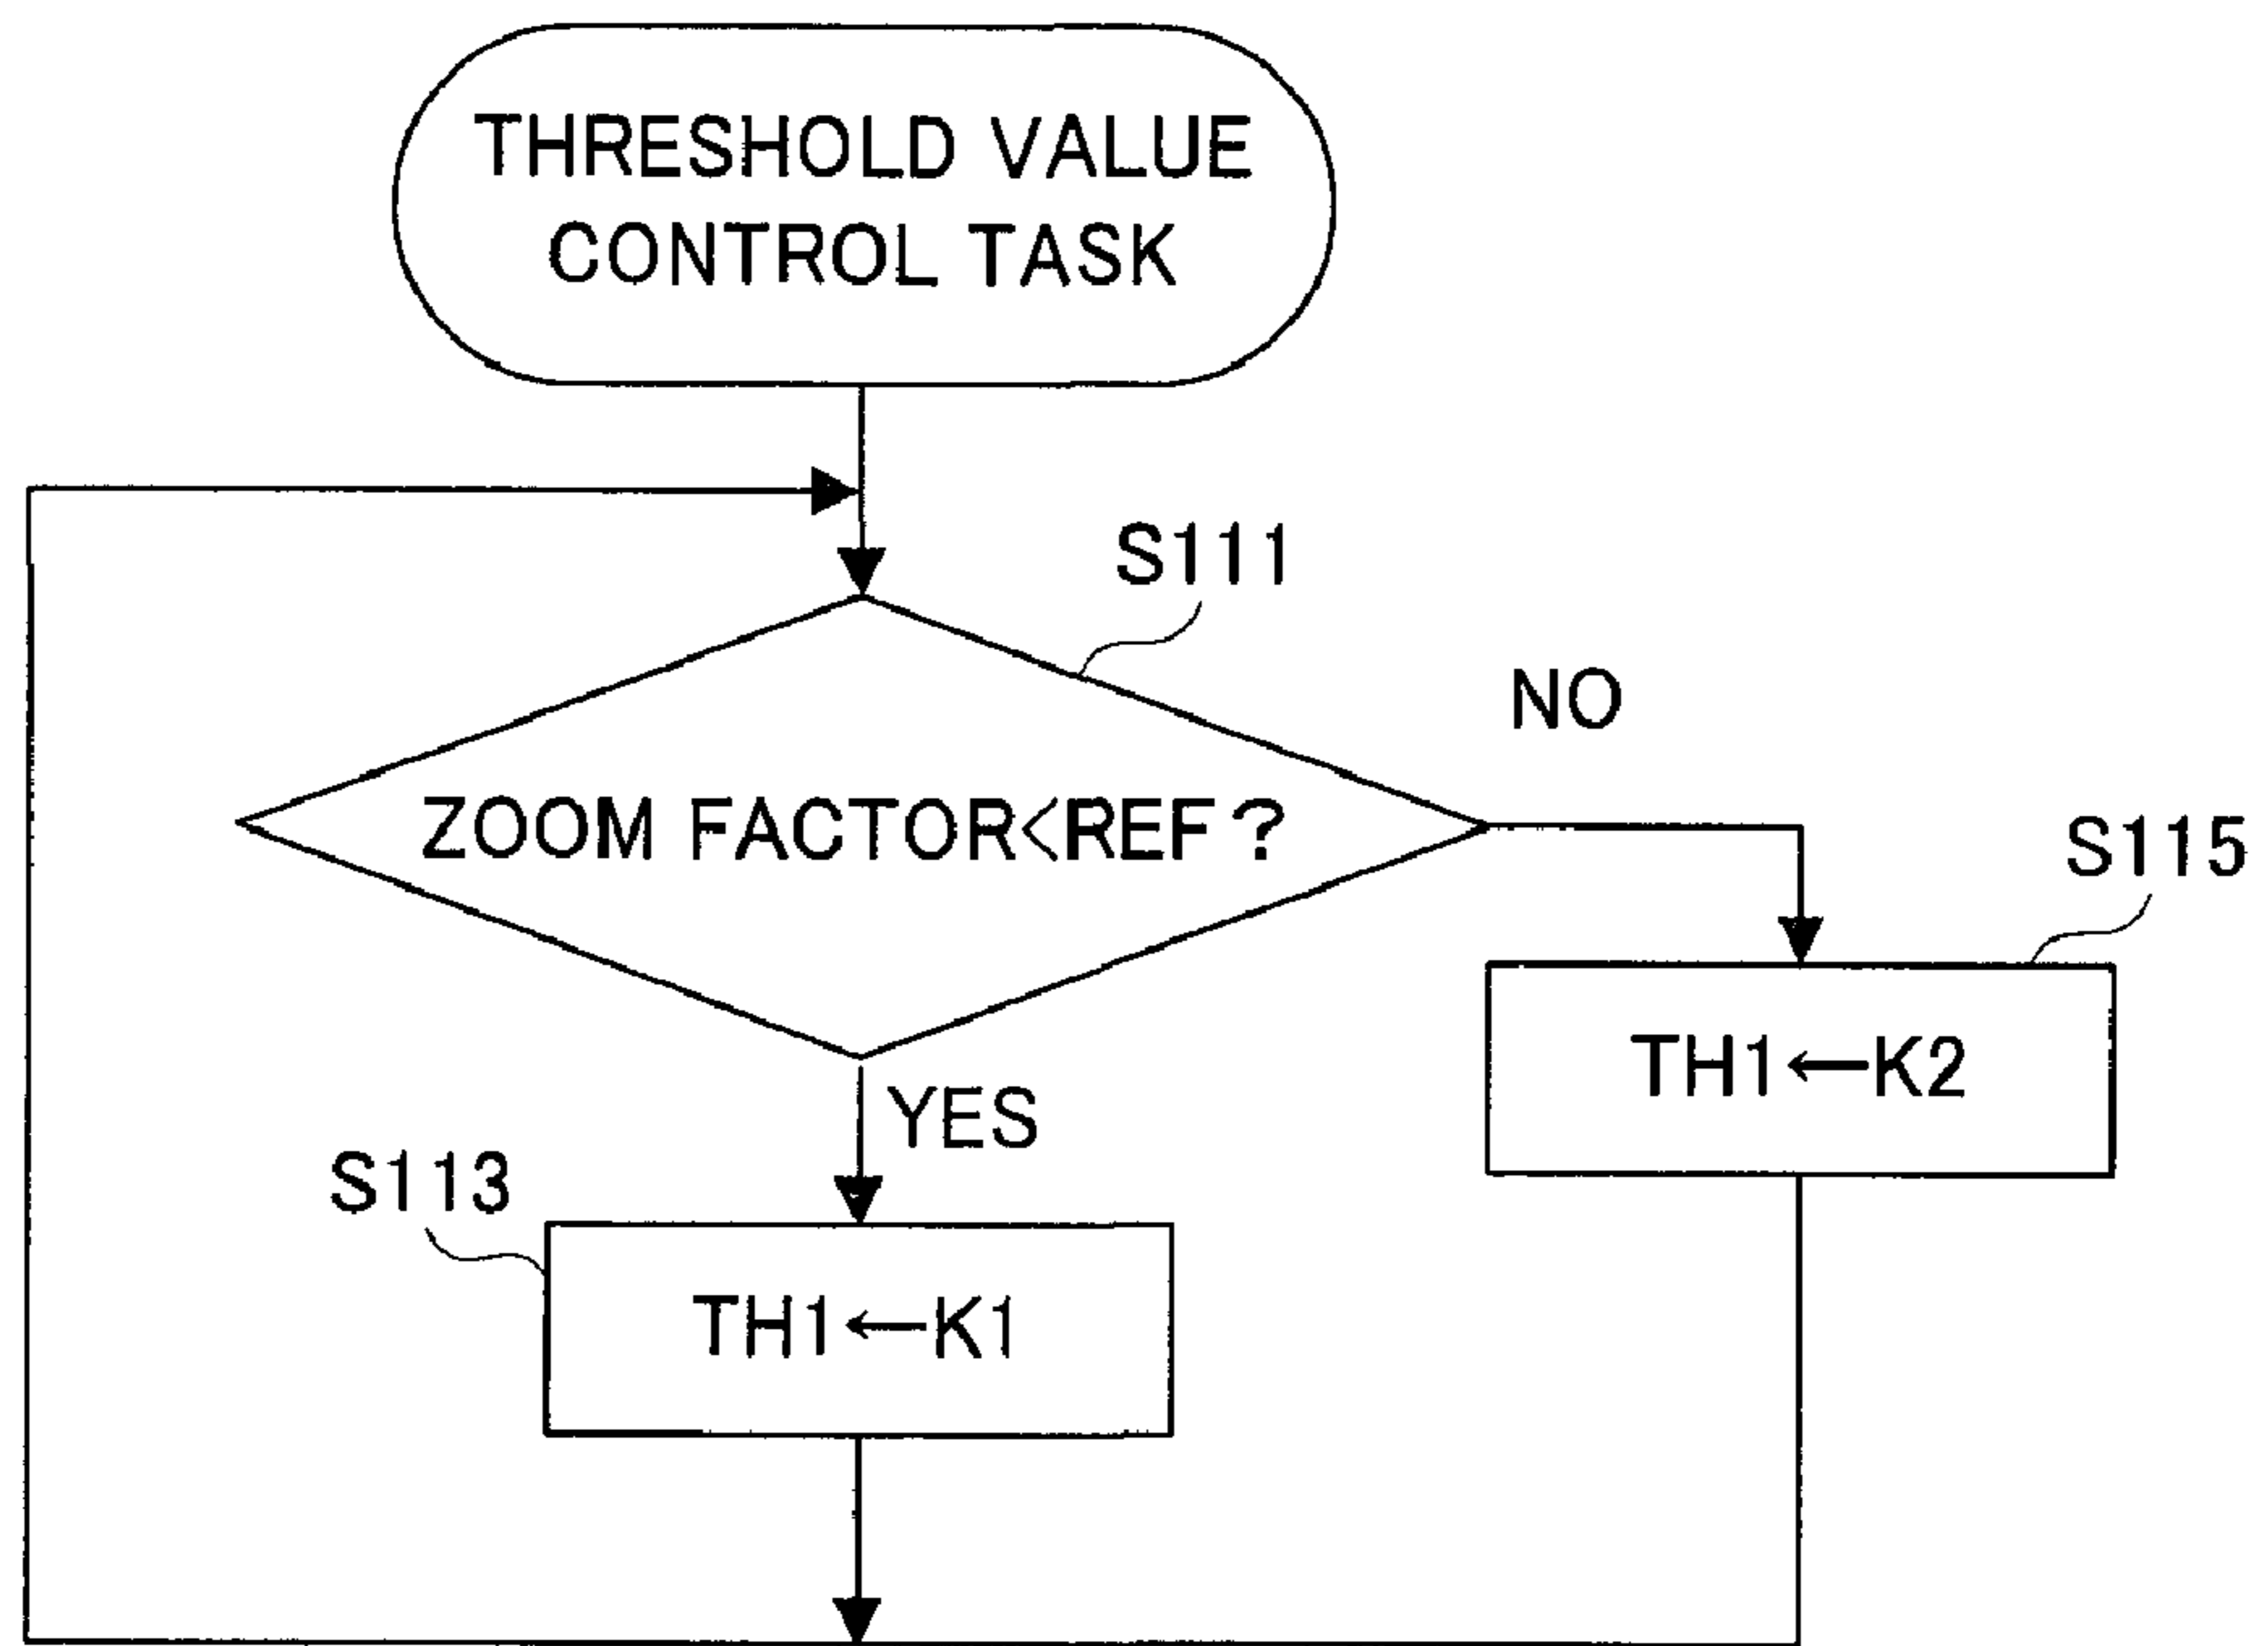 THRESHOLD VALUE
CONTROL TASK
S111
NO
ZOOM FACTOR<REF?
S115
TH1←K2
YES
S113
TH1←K1